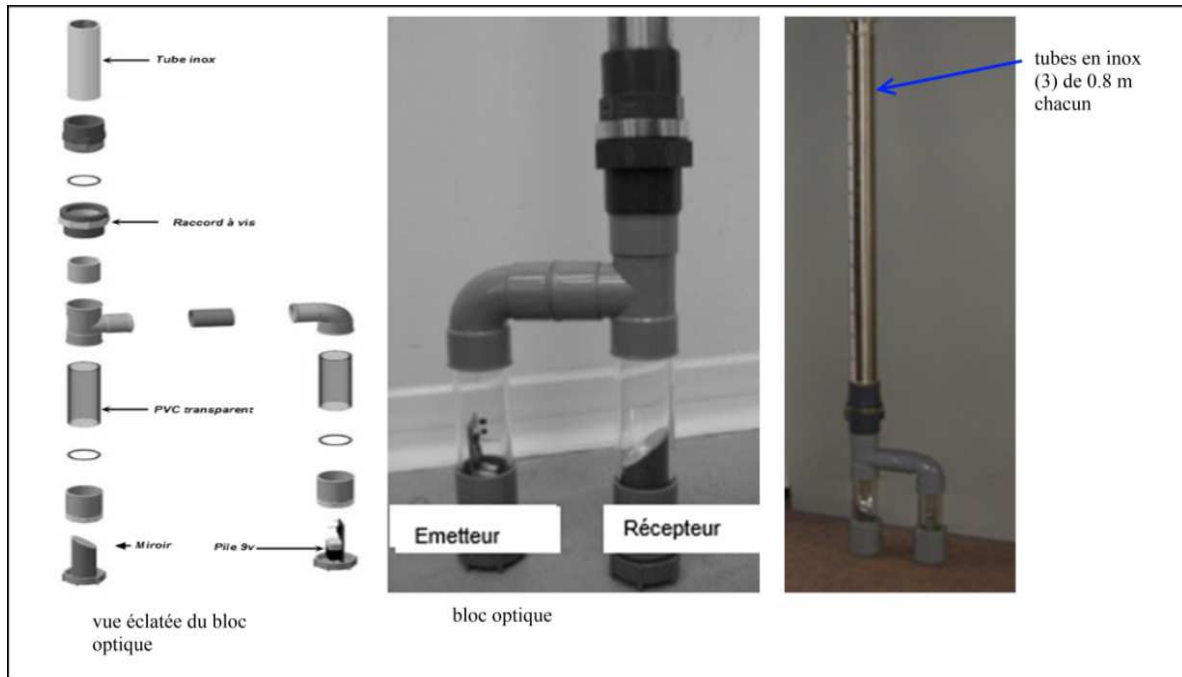 Tube inox
Raccord à vis
PVC transparent
Miroir
Pile 9v
vue éclatée du bloc
optique
Emetteur
Récepteur
bloc optique
tubes en inox
(3) de 0.8 m
chacun